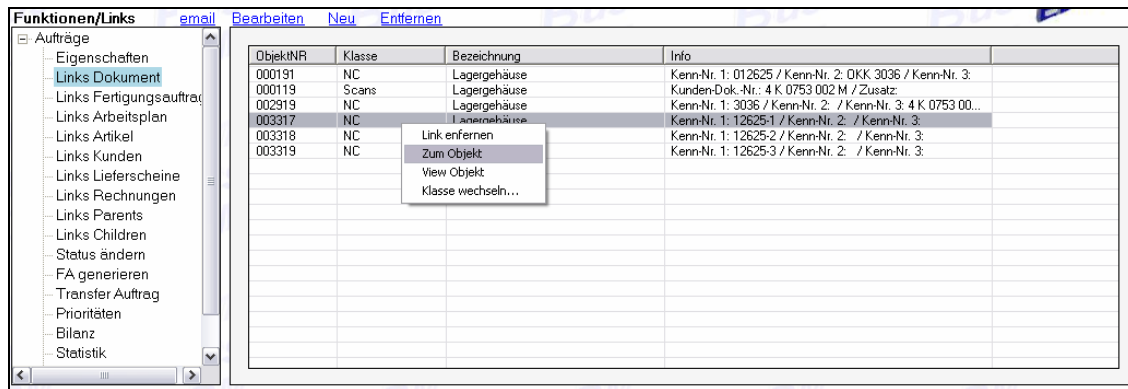 Funktionen/Links email Bearbeiten Neu Entfernen
Aufträge
Eigenschaften
Links Dokument
Links Fertigungsauftrag
Links Arbeitsplan
Links Artikel
Links Kunden
Links Lieferscheine
Links Rechnungen
Links Parents
Links Children
Status ändern
FA generieren
Transfer Auftrag
Prioritäten
Bilanz
Statistik
ObjektNR Klasse Bezeichnung Info
000191 NC Lagergehäuse Kenn-Nr. 1: 012625 / Kenn-Nr. 2: OKK 3036 / Kenn-Nr. 3:
000119 Scans Lagergehäuse Kunden-Dok.-Nr.: 4 K 0753 002 M / Zusatz:
002919 NC Lagergehäuse Kenn-Nr. 1: 3036 / Kenn-Nr. 2: / Kenn-Nr. 3: 4 K 0753 00...
003317 NC Lagergehäuse Kenn-Nr. 1: 12625-1 / Kenn-Nr. 2: / Kenn-Nr. 3:
003318 NC Kenn-Nr. 1: 12625-2 / Kenn-Nr. 2: / Kenn-Nr. 3:
003319 NC Kenn-Nr. 1: 12625-3 / Kenn-Nr. 2: / Kenn-Nr. 3:
Link enfernen
Zum Objekt
View Objekt
Klasse wechseln...